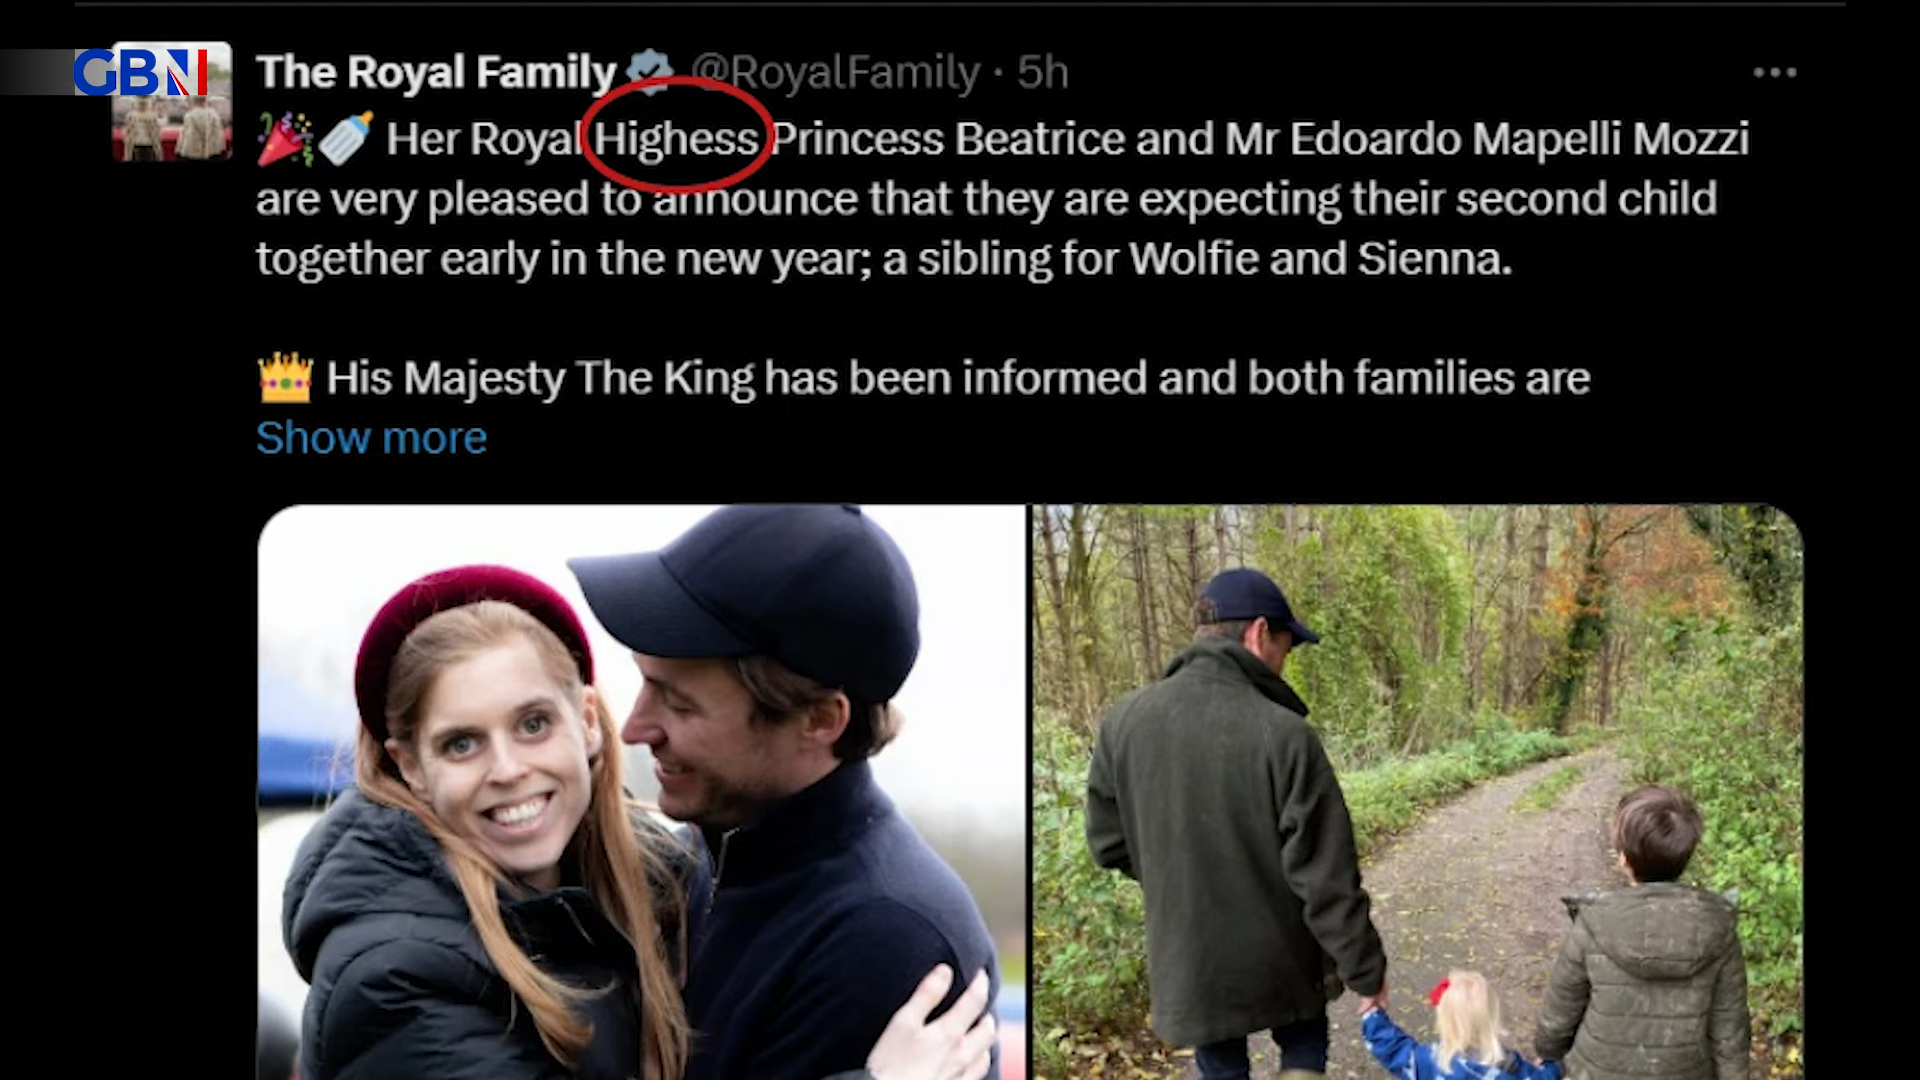 GBN
The Royal Family @RoyalFamily · 5h
Her Royal Highess Princess Beatrice and Mr Edoardo Mapelli Mozzi
are very pleased to announce that they are expecting their second child
together early in the new year; a sibling for Wolfie and Sienna.
His Majesty The King has been informed and both families are
Show more